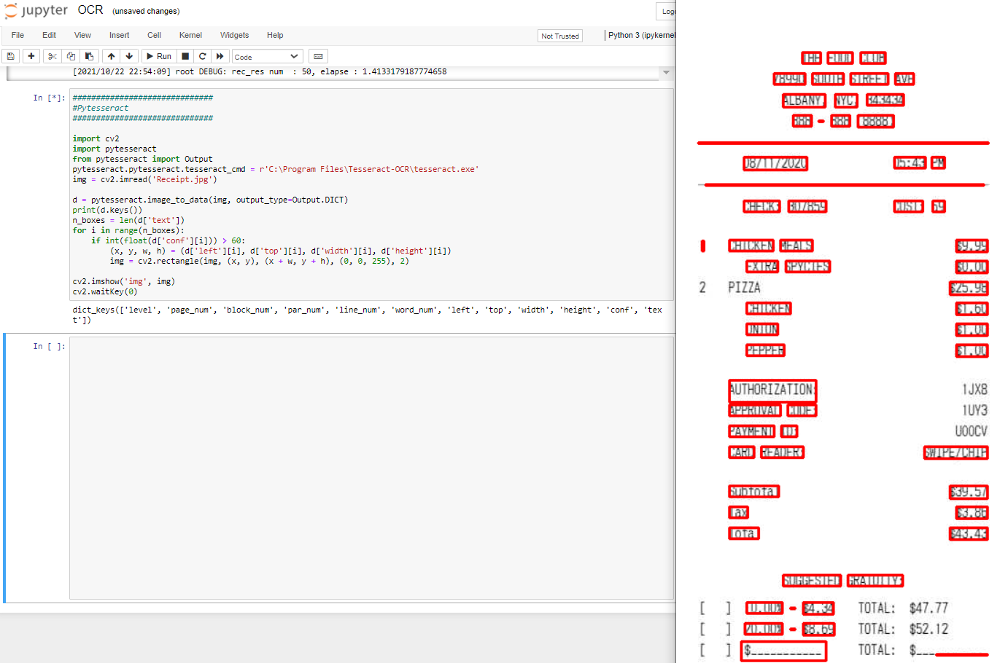 jupyter OCR (unsaved changes)
File Edit View Insert Cell Kernel Widgets Help
Not Trusted
Python 3 (ipykernel
Run
Code
[2021/10/22 22:54:09] root DEBUG: rec_res num  : 50, elapse : 1.4133179187774658
In [*]:
##############################
#Pytesseract
##############################
import cv2
import pytesseract
from pytesseract import Output
pytesseract.pytesseract.tesseract_cmd = r'C:\Program Files\Tesseract-OCR\tesseract.exe'
img = cv2.imread('Receipt.jpg')
d = pytesseract.image_to_data(img, output_type=Output.DICT)
print(d.keys())
n_boxes = len(d['text'])
for i in range(n_boxes):
if int(float(d['conf'][i])) > 60:
(x, y, w, h) = (d['left'][i], d['top'][i], d['width'][i], d['height'][i])
img = cv2.rectangle(img, (x, y), (x + w, y + h), (0, 0, 255), 2)
cv2.imshow('img', img)
cv2.waitKey(0)
dict_keys(['level', 'page_num', 'block_num', 'par_num', 'line_num', 'word_num', 'left', 'top', 'width', 'height', 'conf', 'tex
t'])
In [ ]:
THE FOOD CLUB
78990 SOUTH STREET AVE
ALBANY, NYC, 343434
888 - 888 (8888)
08/11/2020 05:43 PM
CHECK: 307859 CUST: 69
CHICKEN MEALS $9.99
EXTRA SPYCIES $0.00
2 PIZZA $25.98
CHICKEN $1.60
ONION $1.00
PEPPER $1.00
AUTHORIZATION: 1JX8
APPROVAL CODE: 1UY3
PAYMENT ID: UOOCV
CARD READER: SWIPE/CHIP
Subtotal $39.57
Tax $3.86
Total $43.43
SUGGESTED GRATUITY:
[ ] 10.00% - $4.34 TOTAL: $47.77
[ ] 20.00% - $8.69 TOTAL: $52.12
[ ] $___________ TOTAL: $___